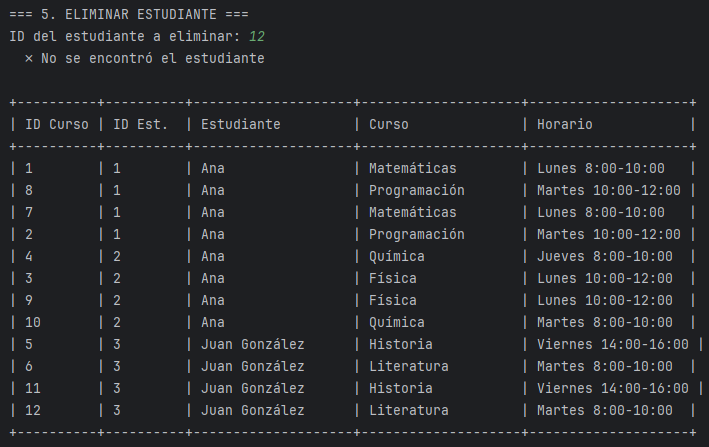 === 5. ELIMINAR ESTUDIANTE ===
ID del estudiante a eliminar: 12
  × No se encontró el estudiante

+----------+----------+--------------------+--------------------+--------------------+
| ID Curso | ID Est.  | Estudiante         | Curso              | Horario            |
+----------+----------+--------------------+--------------------+--------------------+
| 1        | 1        | Ana                | Matemáticas        | Lunes 8:00-10:00   |
| 8        | 1        | Ana                | Programación       | Martes 10:00-12:00 |
| 7        | 1        | Ana                | Matemáticas        | Lunes 8:00-10:00   |
| 2        | 1        | Ana                | Programación       | Martes 10:00-12:00 |
| 4        | 2        | Ana                | Química            | Jueves 8:00-10:00  |
| 3        | 2        | Ana                | Física             | Lunes 10:00-12:00  |
| 9        | 2        | Ana                | Física             | Lunes 10:00-12:00  |
| 10       | 2        | Ana                | Química            | Martes 8:00-10:00  |
| 5        | 3        | Juan González      | Historia           | Viernes 14:00-16:00 |
| 6        | 3        | Juan González      | Literatura         | Martes 8:00-10:00  |
| 11       | 3        | Juan González      | Historia           | Viernes 14:00-16:00 |
| 12       | 3        | Juan González      | Literatura         | Martes 8:00-10:00  |
+----------+----------+--------------------+--------------------+--------------------+